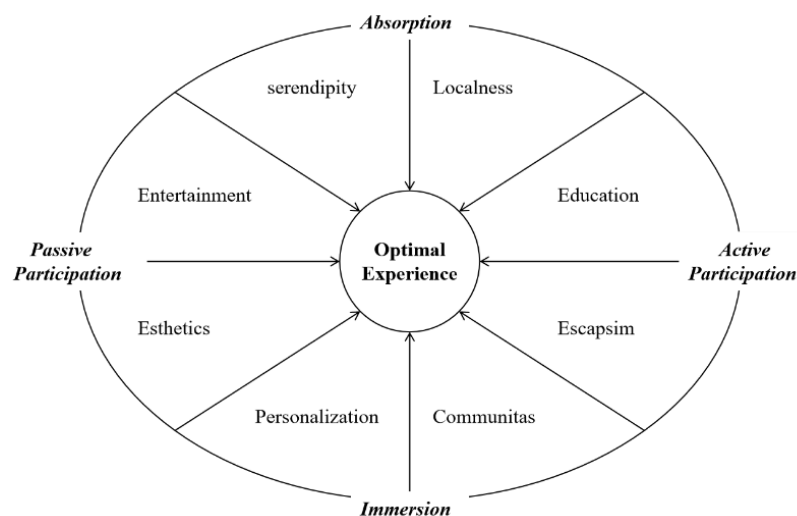 Absorption
serendipity
Localness
Entertainment
Education
Passive
Participation
Optimal
Experience
Active
Participation
Esthetics
Escapsim
Personalization
Communitas
Immersion